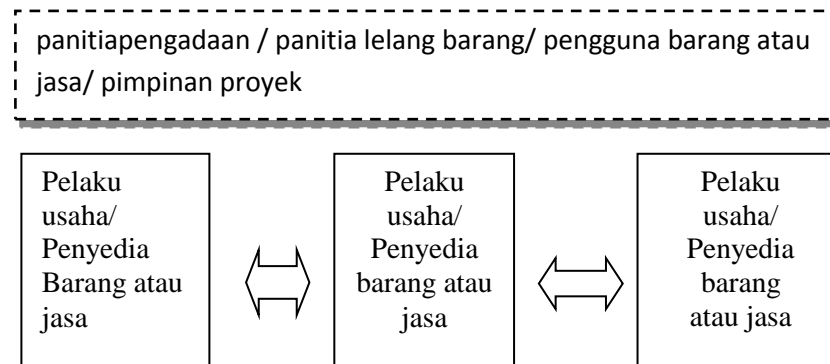 panitiapengadaan / panitia lelang barang/ pengguna barang atau
jasa/ pimpinan proyek
Pelaku
usaha/
Penyedia
Barang atau
jasa
Pelaku
usaha/
Penyedia
barang atau
jasa
Pelaku
usaha/
Penyedia
barang
atau jasa